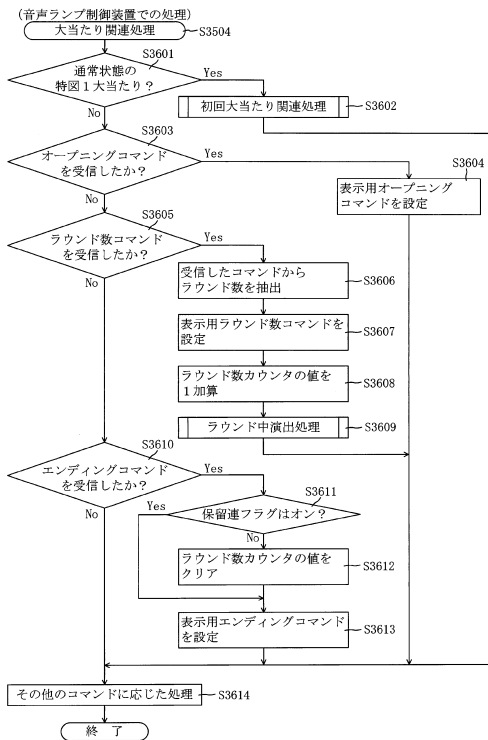 (音声ランプ制御装置での処理)
大当たり関連処理
S3504
S3601
通常状態の
特図1大当たり?
Yes
No
初回大当たり関連処理
S3602
S3603
オープニングコマンド
を受信したか?
Yes
No
S3604
表示用オープニング
コマンドを設定
S3605
ラウンド数コマンド
を受信したか?
Yes
No
受信したコマンドから
ラウンド数を抽出
S3606
表示用ラウンド数コマンドを
設定
S3607
ラウンド数カウンタの値を
1加算
S3608
ラウンド中演出処理
S3609
S3610
エンディングコマンド
を受信したか?
Yes
No
S3611
保留連フラグはオン?
Yes
No
ラウンド数カウンタの値を
クリア
S3612
表示用エンディングコマンド
を設定
S3613
その他のコマンドに応じた処理
S3614
終 了